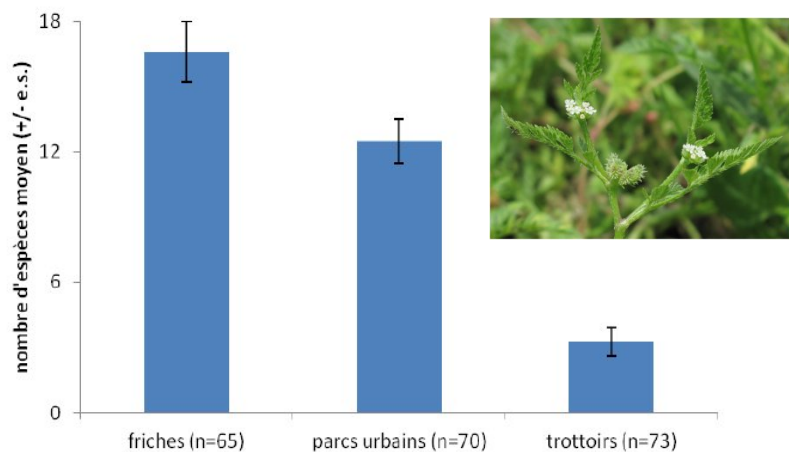 nombre d'espèces moyen (+/- e.s.)
18
12
6
0
friches (n=65)
parcs urbains (n=70)
trottoirs (n=73)